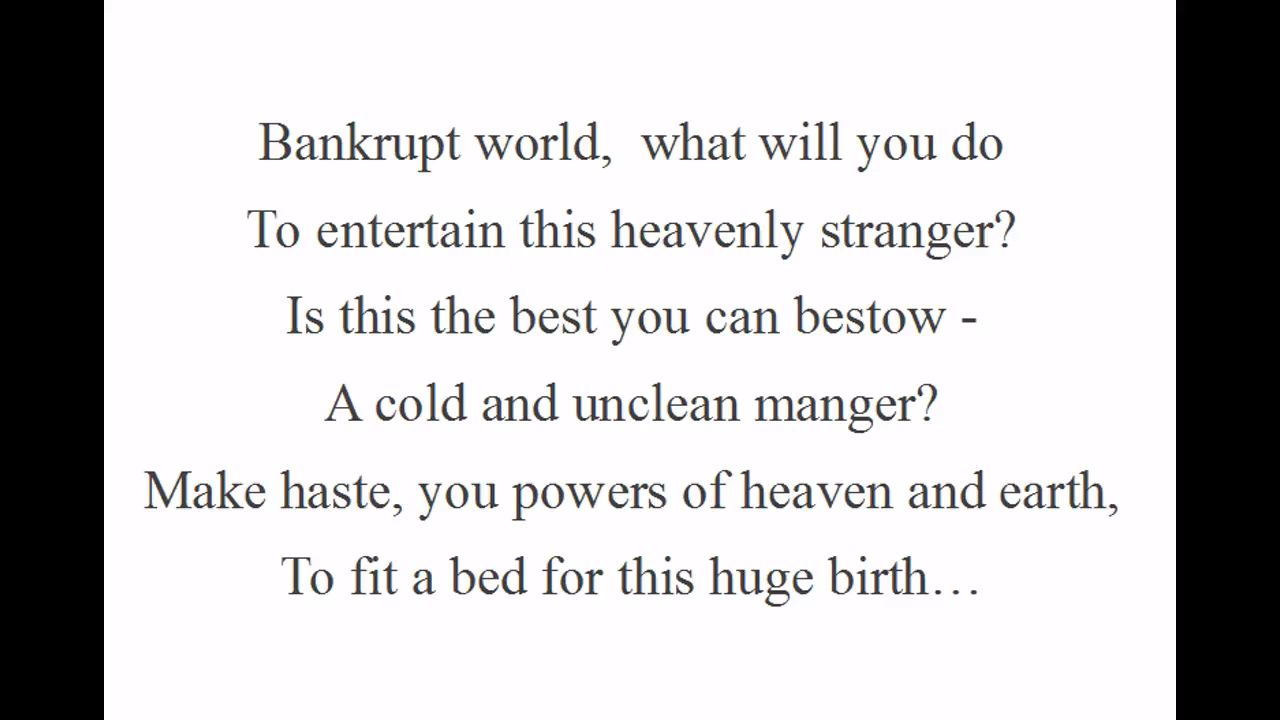 Bankrupt world,  what will you do
To entertain this heavenly stranger?
Is this the best you can bestow -
A cold and unclean manger?
Make haste, you powers of heaven and earth,
To fit a bed for this huge birth…